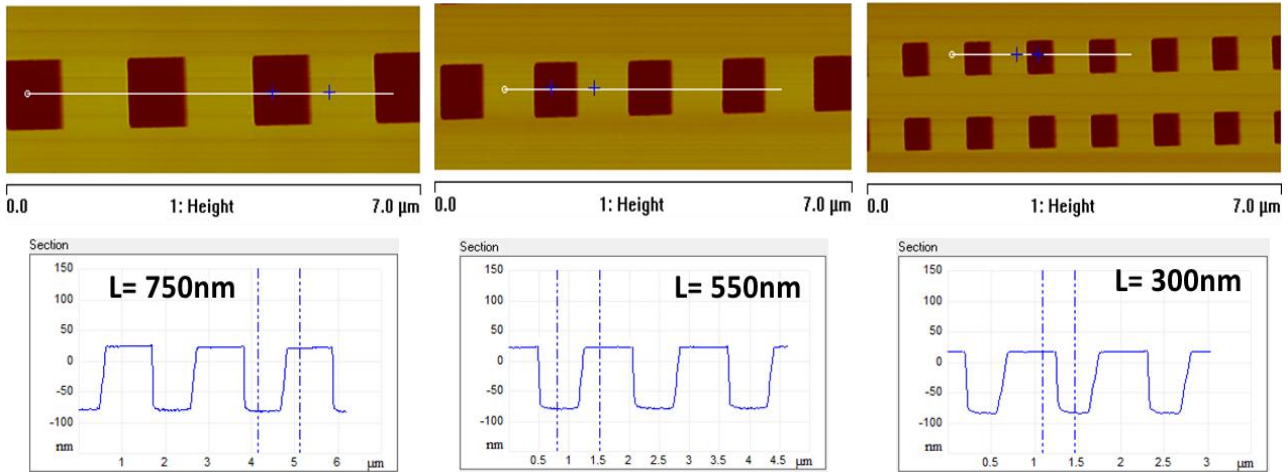 0.0 1: Height 7.0 µm
0.0 1: Height 7.0 µm
0.0 1: Height 7.0 µm
Section
L= 750nm
150
100
50
0
-50
-100
nm
1 2 3 4 5 6 µm
Section
L= 550nm
150
100
50
0
-50
-100
nm
0.5 1 1.5 2 2.5 3 3.5 4 4.5 µm
Section
L= 300nm
150
100
50
0
-50
-100
nm
0.5 1 1.5 2 2.5 3 µm